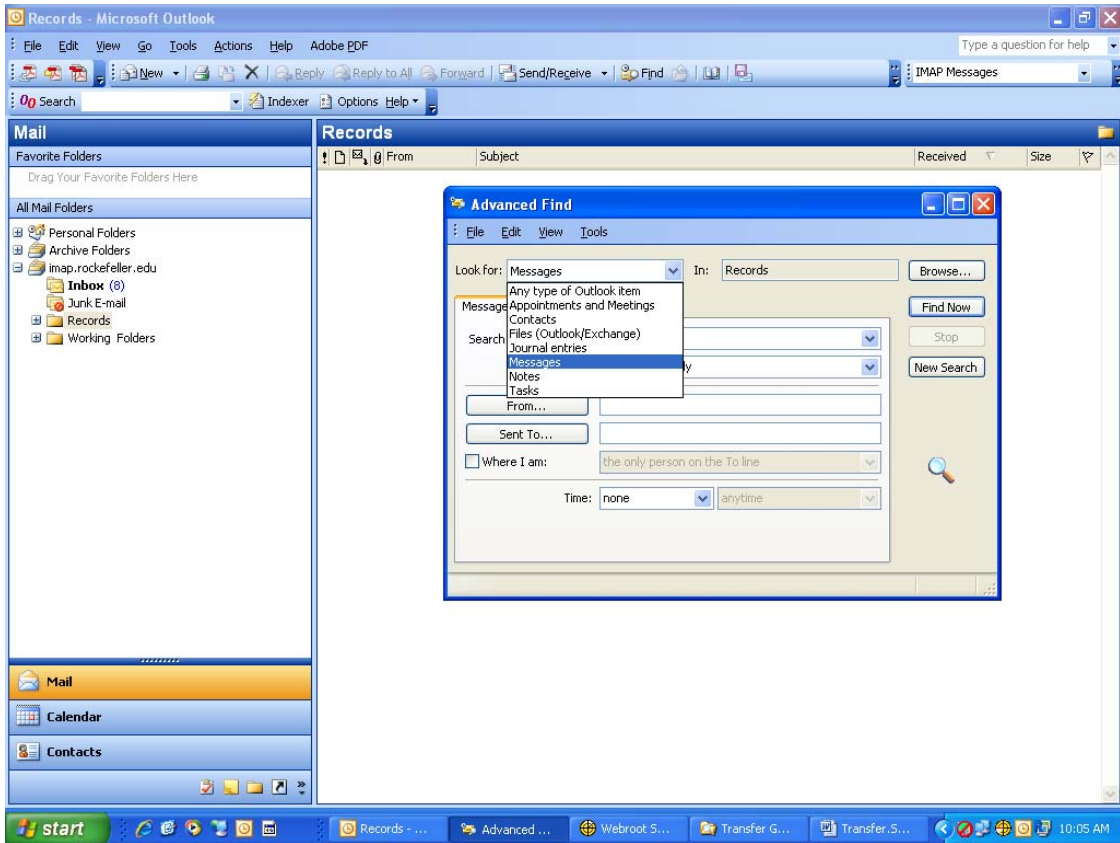 Records - Microsoft Outlook
File Edit View Go Tools Actions Help Adobe PDF
Type a question for help
New Reply Reply to All Forward Send/Receive Find
IMAP Messages
Search
Indexer Options Help
Mail
Records
Favorite Folders
From Subject Received Size
Drag Your Favorite Folders Here
All Mail Folders
Personal Folders
Archive Folders
imap.rockefeller.edu
Inbox (8)
Junk E-mail
Records
Working Folders
Advanced Find
File Edit View Tools
Look for: Messages In: Records Browse...
Any type of Outlook item
Appointments and Meetings
Contacts
Files (Outlook/Exchange)
Journal entries
Messages
Notes
Tasks
Message
Search
y
Find Now
Stop
New Search
From...
Sent To...
Where I am: the only person on the To line
Time: none anytime
Mail
Calendar
Contacts
start
Records - ...
Advanced ...
Webroot S...
Transfer G...
Transfer.S...
10:05 AM